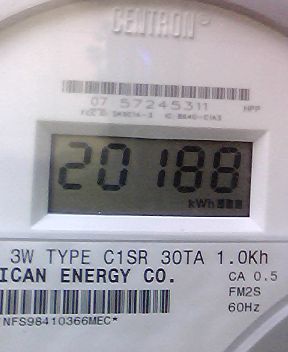 CENTRON
07 57245311 HPP
20188
kWh
3W TYPE C1SR 30TA 1.0Kh
ICAN ENERGY CO. CA 0.5
FM2S
60Hz
NFS98410366MEC*